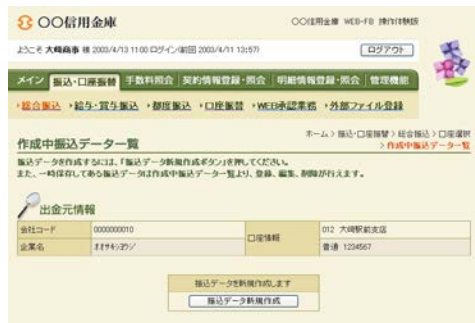 〇〇信用金庫
〇〇信用金庫 WEB-FB 操作体験版
ようこそ 大崎商事 様 2003/4/13 11:00 ログイン(前回 2003/4/11 13:57)
ログアウト
メイン 振込・口座振替 手数料照会 契約情報登録・照会 明細情報登録・照会 管理機能
総合振込 給与・賞与振込 都度振込 口座振替 WEB承認業務 外部ファイル登録
ホーム > 振込・口座振替 > 総合振込 > 口座選択
> 作成中振込データ一覧
作成中振込データ一覧
振込データを作成するには、「振込データ新規作成ボタン」を押してください。
また、一時保存してある振込データは作成中振込データ一覧より、登録、編集、削除が行えます。
出金元情報
会社コード 0000000010 口座情報 012 大崎駅前支店
企業名 ｵｵｻｷｼﾖｳｼﾞ 普通 1234567
振込データを新規作成します
振込データ新規作成